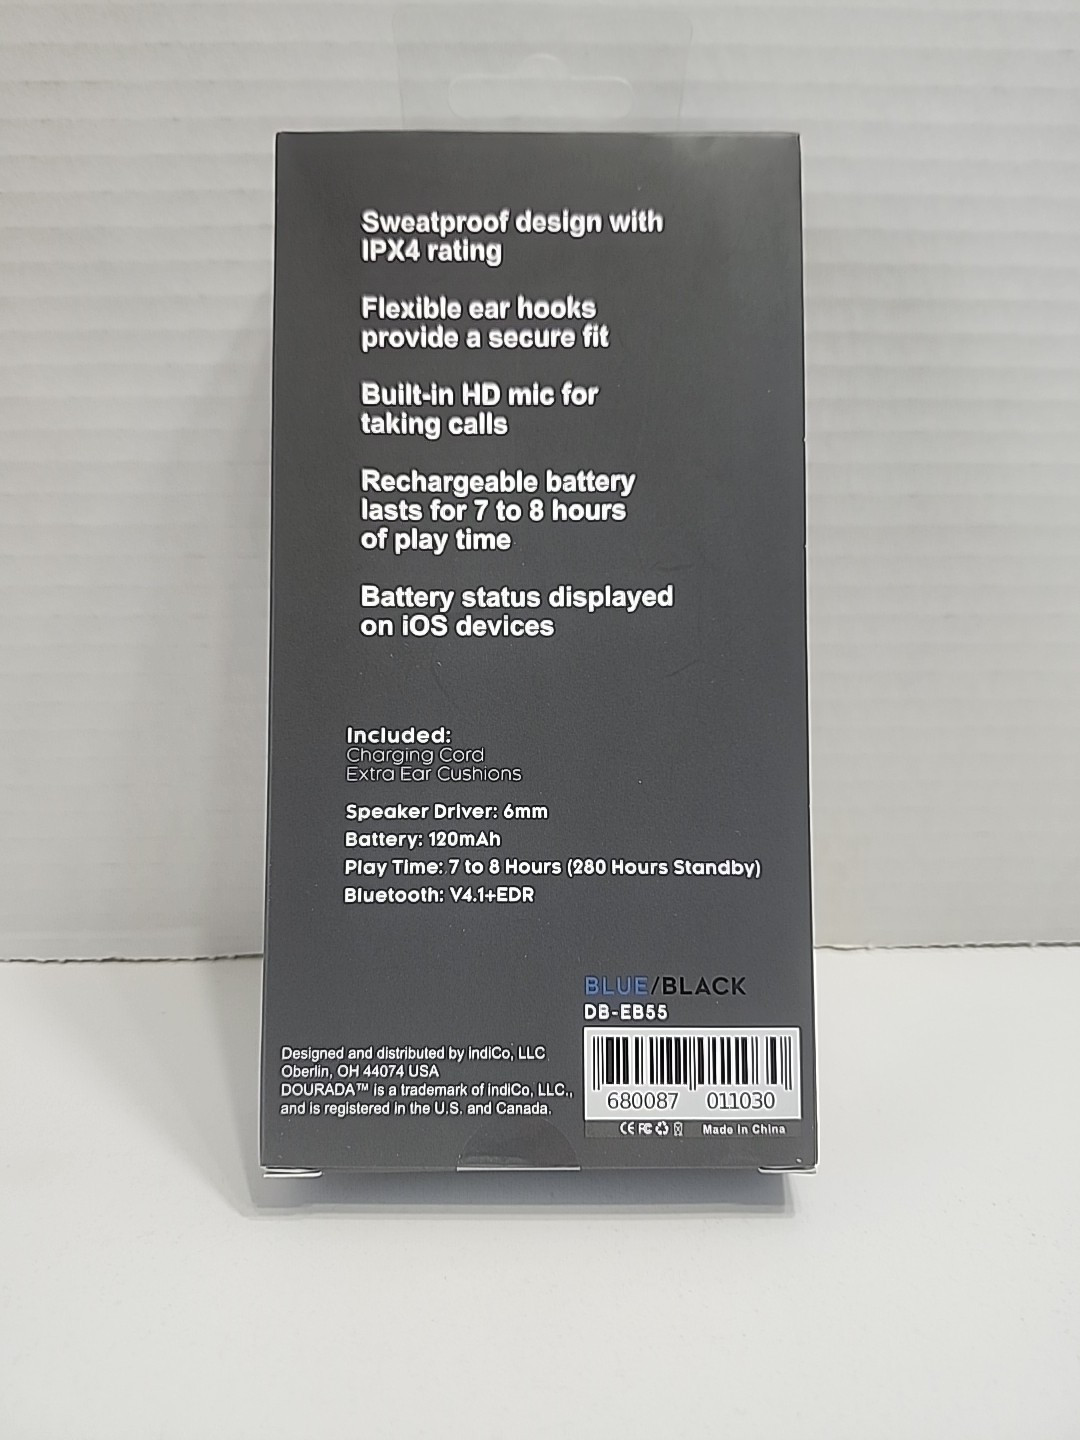 Sweatproof design with
IPX4 rating
Flexible ear hooks
provide a secure fit
Built-in HD mic for
taking calls
Rechargeable battery
lasts for 7 to 8 hours
of play time
Battery status displayed
on iOS devices
Included:
Charging Cord
Extra Ear Cushions
Speaker Driver: 6mm
Battery: 120mAh
Play Time: 7 to 8 Hours (280 Hours Standby)
Bluetooth: V4.1+EDR
BLUE/BLACK
DB-EB55
Designed and distributed by indiCo, LLC
Oberlin, OH 44074 USA
DOURADA™ is a trademark of indiCo, LLC.,
and is registered in the U.S. and Canada.
680087 011030
CE FC Made in China